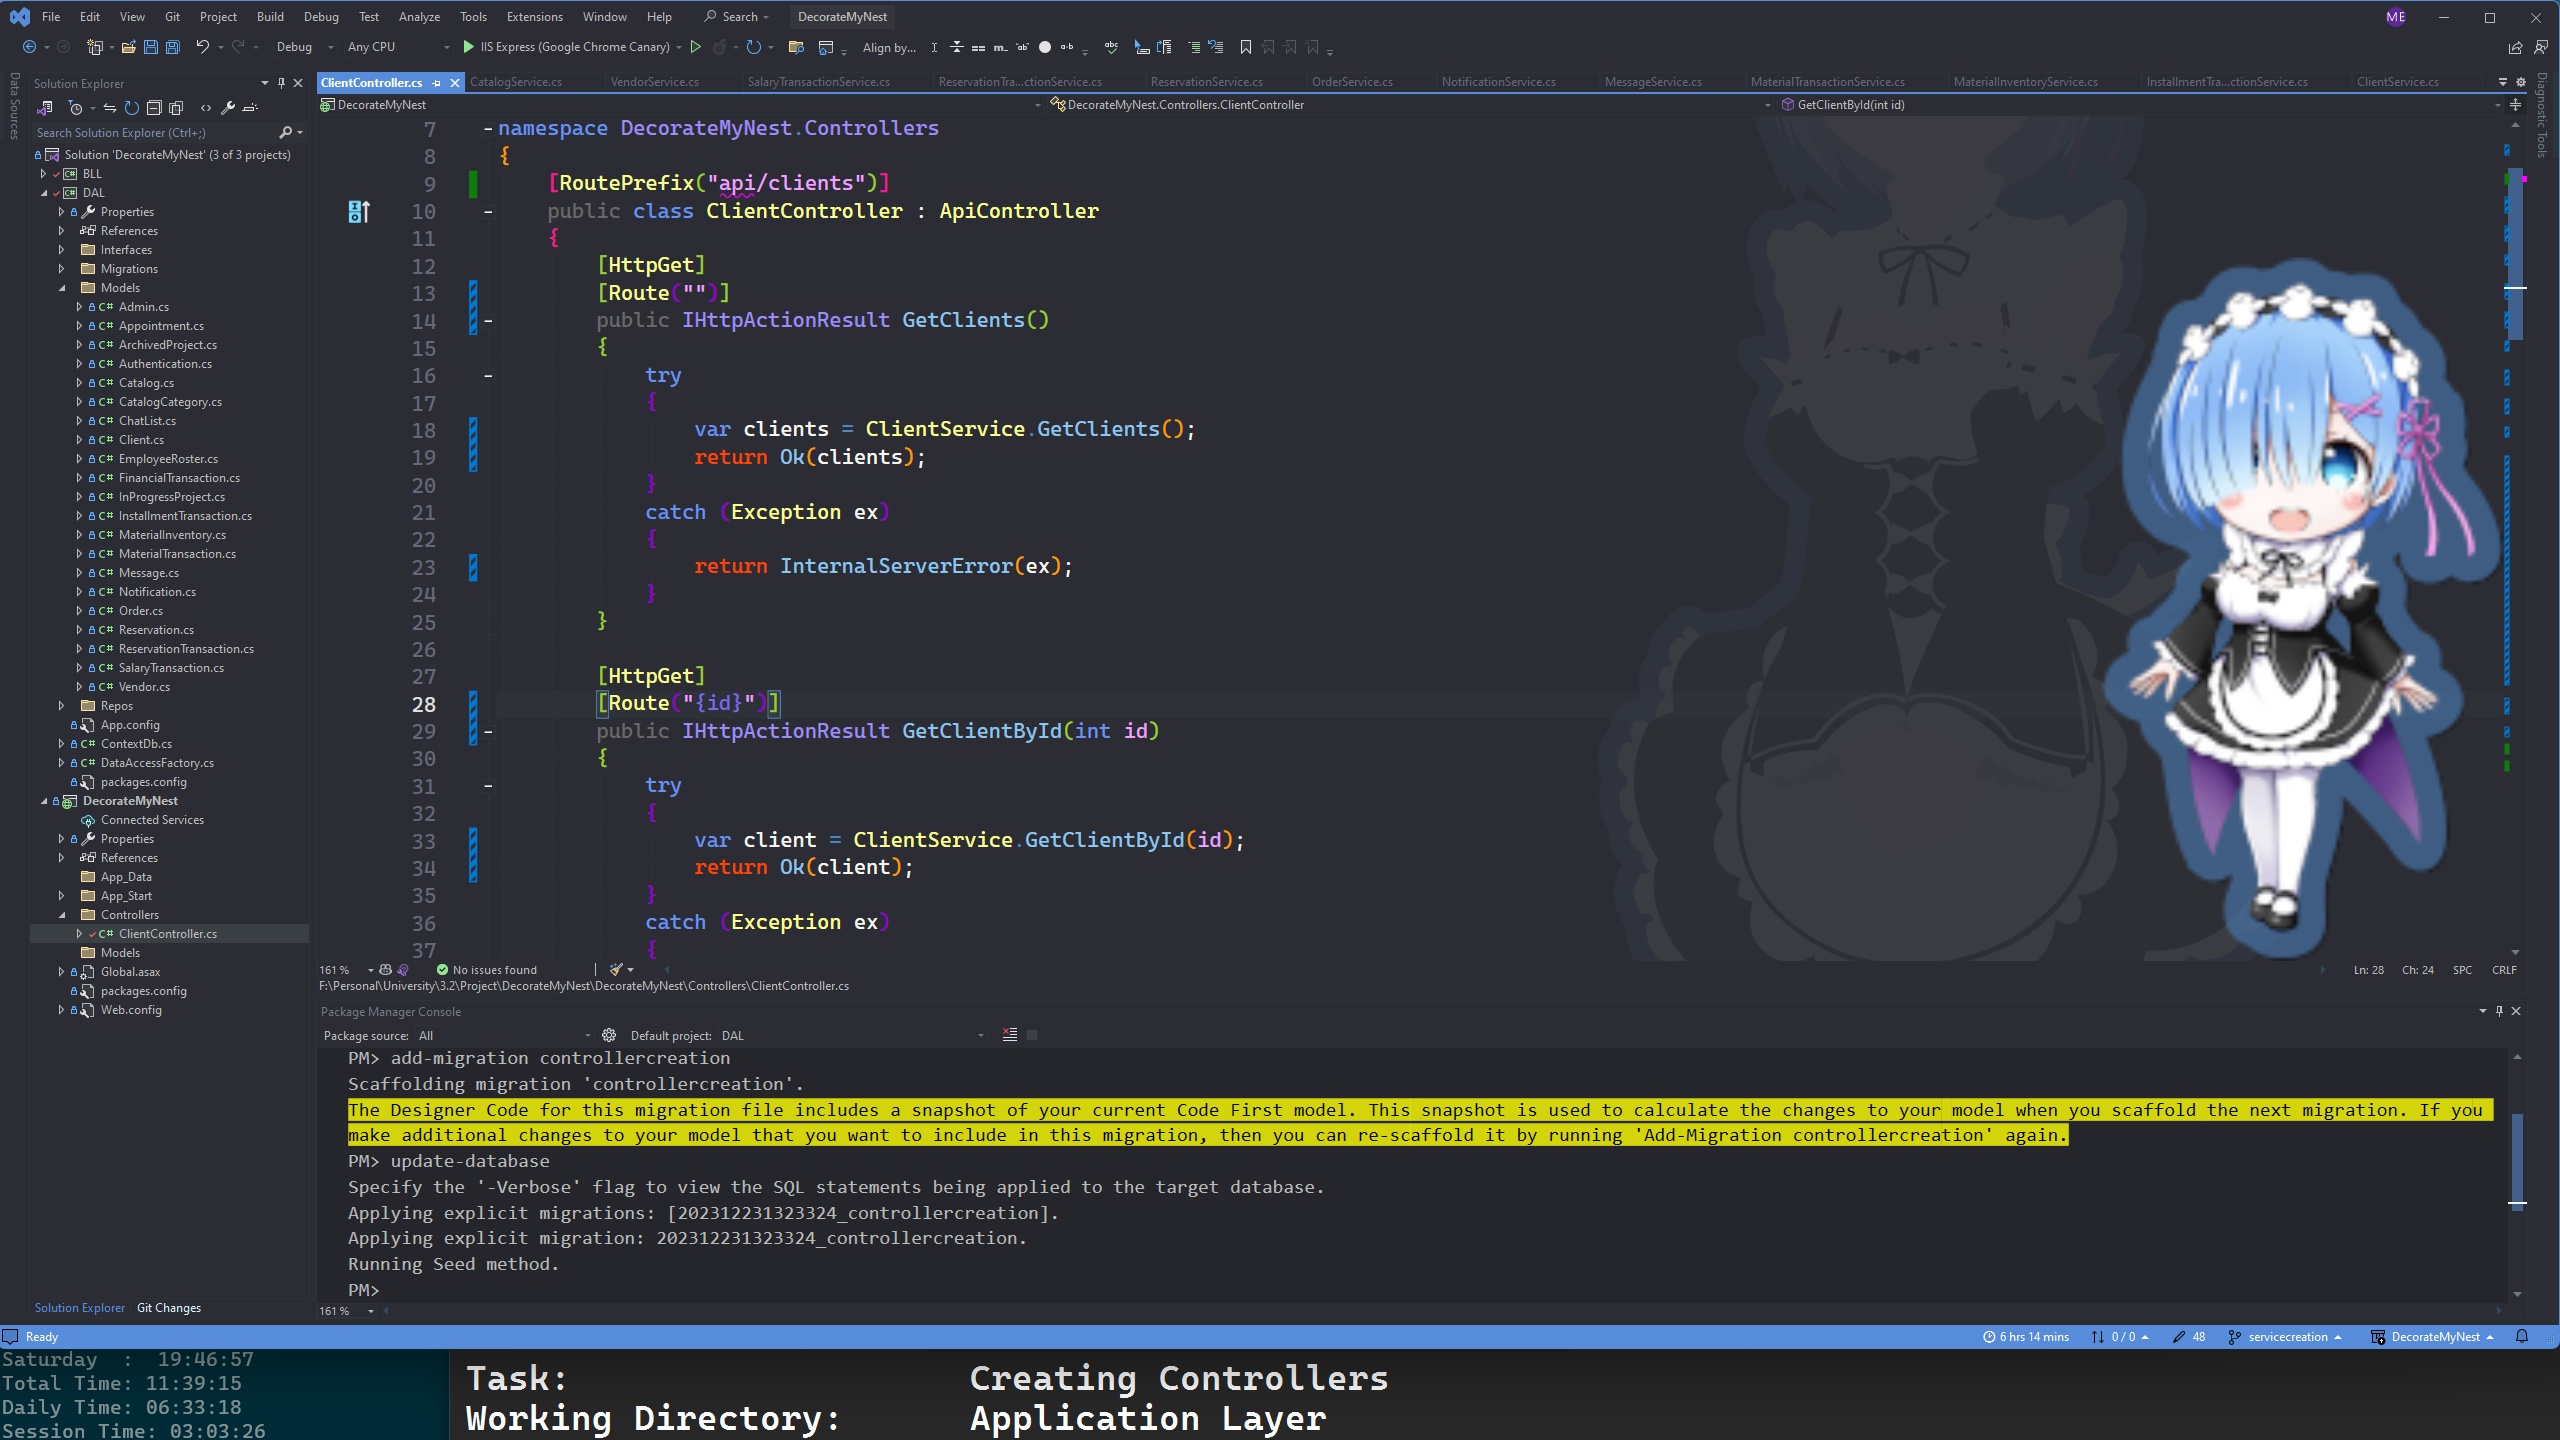 File Edit View Git Project Build Debug Test Analyze Tools Extensions Window Help Search DecorateMyNest ME
Debug Any CPU IIS Express (Google Chrome Canary) Align by...
Data Sources
Solution Explorer
Search Solution Explorer (Ctrl+;)
Solution 'DecorateMyNest' (3 of 3 projects)
BLL
DAL
Properties
References
Interfaces
Migrations
Models
C# Admin.cs
C# Appointment.cs
C# ArchivedProject.cs
C# Authentication.cs
C# Catalog.cs
C# CatalogCategory.cs
C# ChatList.cs
C# Client.cs
C# EmployeeRoster.cs
C# FinancialTransaction.cs
C# InProgressProject.cs
C# InstallmentTransaction.cs
C# MaterialInventory.cs
C# MaterialTransaction.cs
C# Message.cs
C# Notification.cs
C# Order.cs
C# Reservation.cs
C# ReservationTransaction.cs
C# SalaryTransaction.cs
C# Vendor.cs
Repos
App.config
C# ContextDb.cs
C# DataAccessFactory.cs
packages.config
DecorateMyNest
Connected Services
Properties
References
App_Data
App_Start
Controllers
C# ClientController.cs
Models
Global.asax
packages.config
Web.config
Solution Explorer Git Changes
ClientController.cs CatalogService.cs VendorService.cs SalaryTransactionService.cs ReservationTra...ctionService.cs ReservationService.cs OrderService.cs NotificationService.cs MessageService.cs MaterialTransactionService.cs MaterialInventoryService.cs InstallmentTra...ctionService.cs ClientService.cs
DecorateMyNest DecorateMyNest.Controllers.ClientController GetClientById(int id)
Diagnostic Tools
7 namespace DecorateMyNest.Controllers
8 {
9 [RoutePrefix("api/clients")]
10 public class ClientController : ApiController
11 {
12 [HttpGet]
13 [Route("")]
14 public IHttpActionResult GetClients()
15 {
16 try
17 {
18 var clients = ClientService.GetClients();
19 return Ok(clients);
20 }
21 catch (Exception ex)
22 {
23 return InternalServerError(ex);
24 }
25 }
26
27 [HttpGet]
28 [Route("{id}")]
29 public IHttpActionResult GetClientById(int id)
30 {
31 try
32 {
33 var client = ClientService.GetClientById(id);
34 return Ok(client);
35 }
36 catch (Exception ex)
37 {
161 % No issues found Ln: 28 Ch: 24 SPC CRLF
F:\Personal\University\3.2\Project\DecorateMyNest\DecorateMyNest\Controllers\ClientController.cs
Package Manager Console
Package source: All Default project: DAL
PM> add-migration controllercreation
Scaffolding migration 'controllercreation'.
The Designer Code for this migration file includes a snapshot of your current Code First model. This snapshot is used to calculate the changes to your model when you scaffold the next migration. If you
make additional changes to your model that you want to include in this migration, then you can re-scaffold it by running 'Add-Migration controllercreation' again.
PM> update-database
Specify the '-Verbose' flag to view the SQL statements being applied to the target database.
Applying explicit migrations: [202312231323324_controllercreation].
Applying explicit migration: 202312231323324_controllercreation.
Running Seed method.
PM>
161 %
Ready 6 hrs 14 mins 0 / 0 48 servicecreation DecorateMyNest
Saturday : 19:46:57
Total Time: 11:39:15
Daily Time: 06:33:18
Session Time: 03:03:26
Task: Creating Controllers
Working Directory: Application Layer